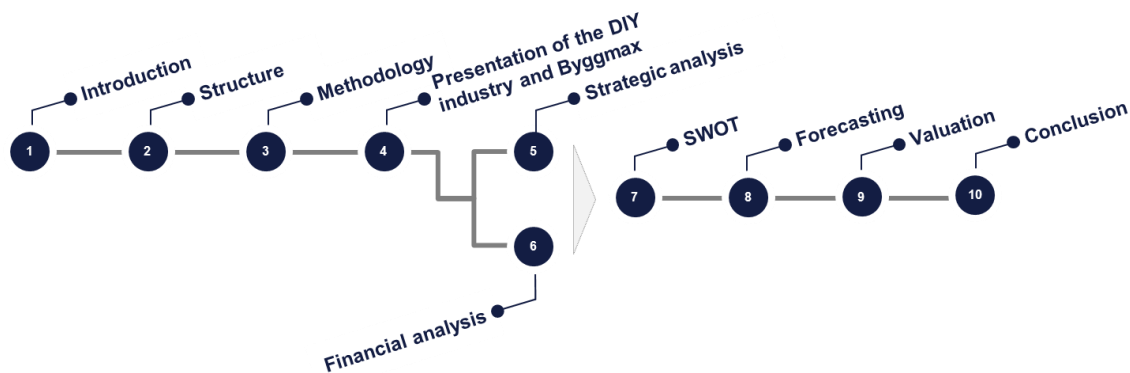 Introduction
Structure
Methodology
Presentation of the DIY
industry and Byggmax
Strategic analysis
1
2
3
4
5
6
Financial analysis
SWOT
Forecasting
Valuation
Conclusion
7
8
9
10